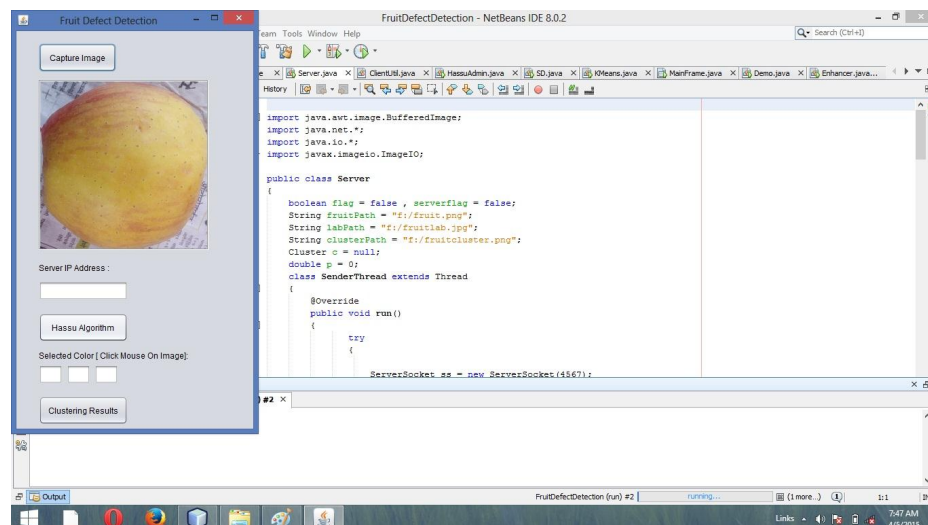 Fruit Defect Detection
FruitDefectDetection - NetBeans IDE 8.0.2
Team Tools Window Help
Search (Ctrl+I)
Capture Image
Server.java
ClientUtil.java
HassuAdmin.java
SD.java
KMeans.java
MainFrame.java
Demo.java
Enhancer.java...
History
import java.awt.image.BufferedImage;
import java.net.*;
import java.io.*;
import javax.imageio.ImageIO;
public class Server
{
boolean flag = false , serverflag = false;
String fruitPath = "f:/fruit.png";
String labPath = "f:/fruitlab.jpg";
String clusterPath = "f:/fruitcluster.png";
Cluster c = null;
double p = 0;
class SenderThread extends Thread
{
@Override
public void run()
{
try
{
ServerSocket ss = new ServerSocket(4567);
Server IP Address :
Hassu Algorithm
Selected Color [ Click Mouse On Image]:
Clustering Results
) #2
Output
FruitDefectDetection (run) #2
running...
(1 more...)
1:1
Links
7:47 AM
4/5/2015